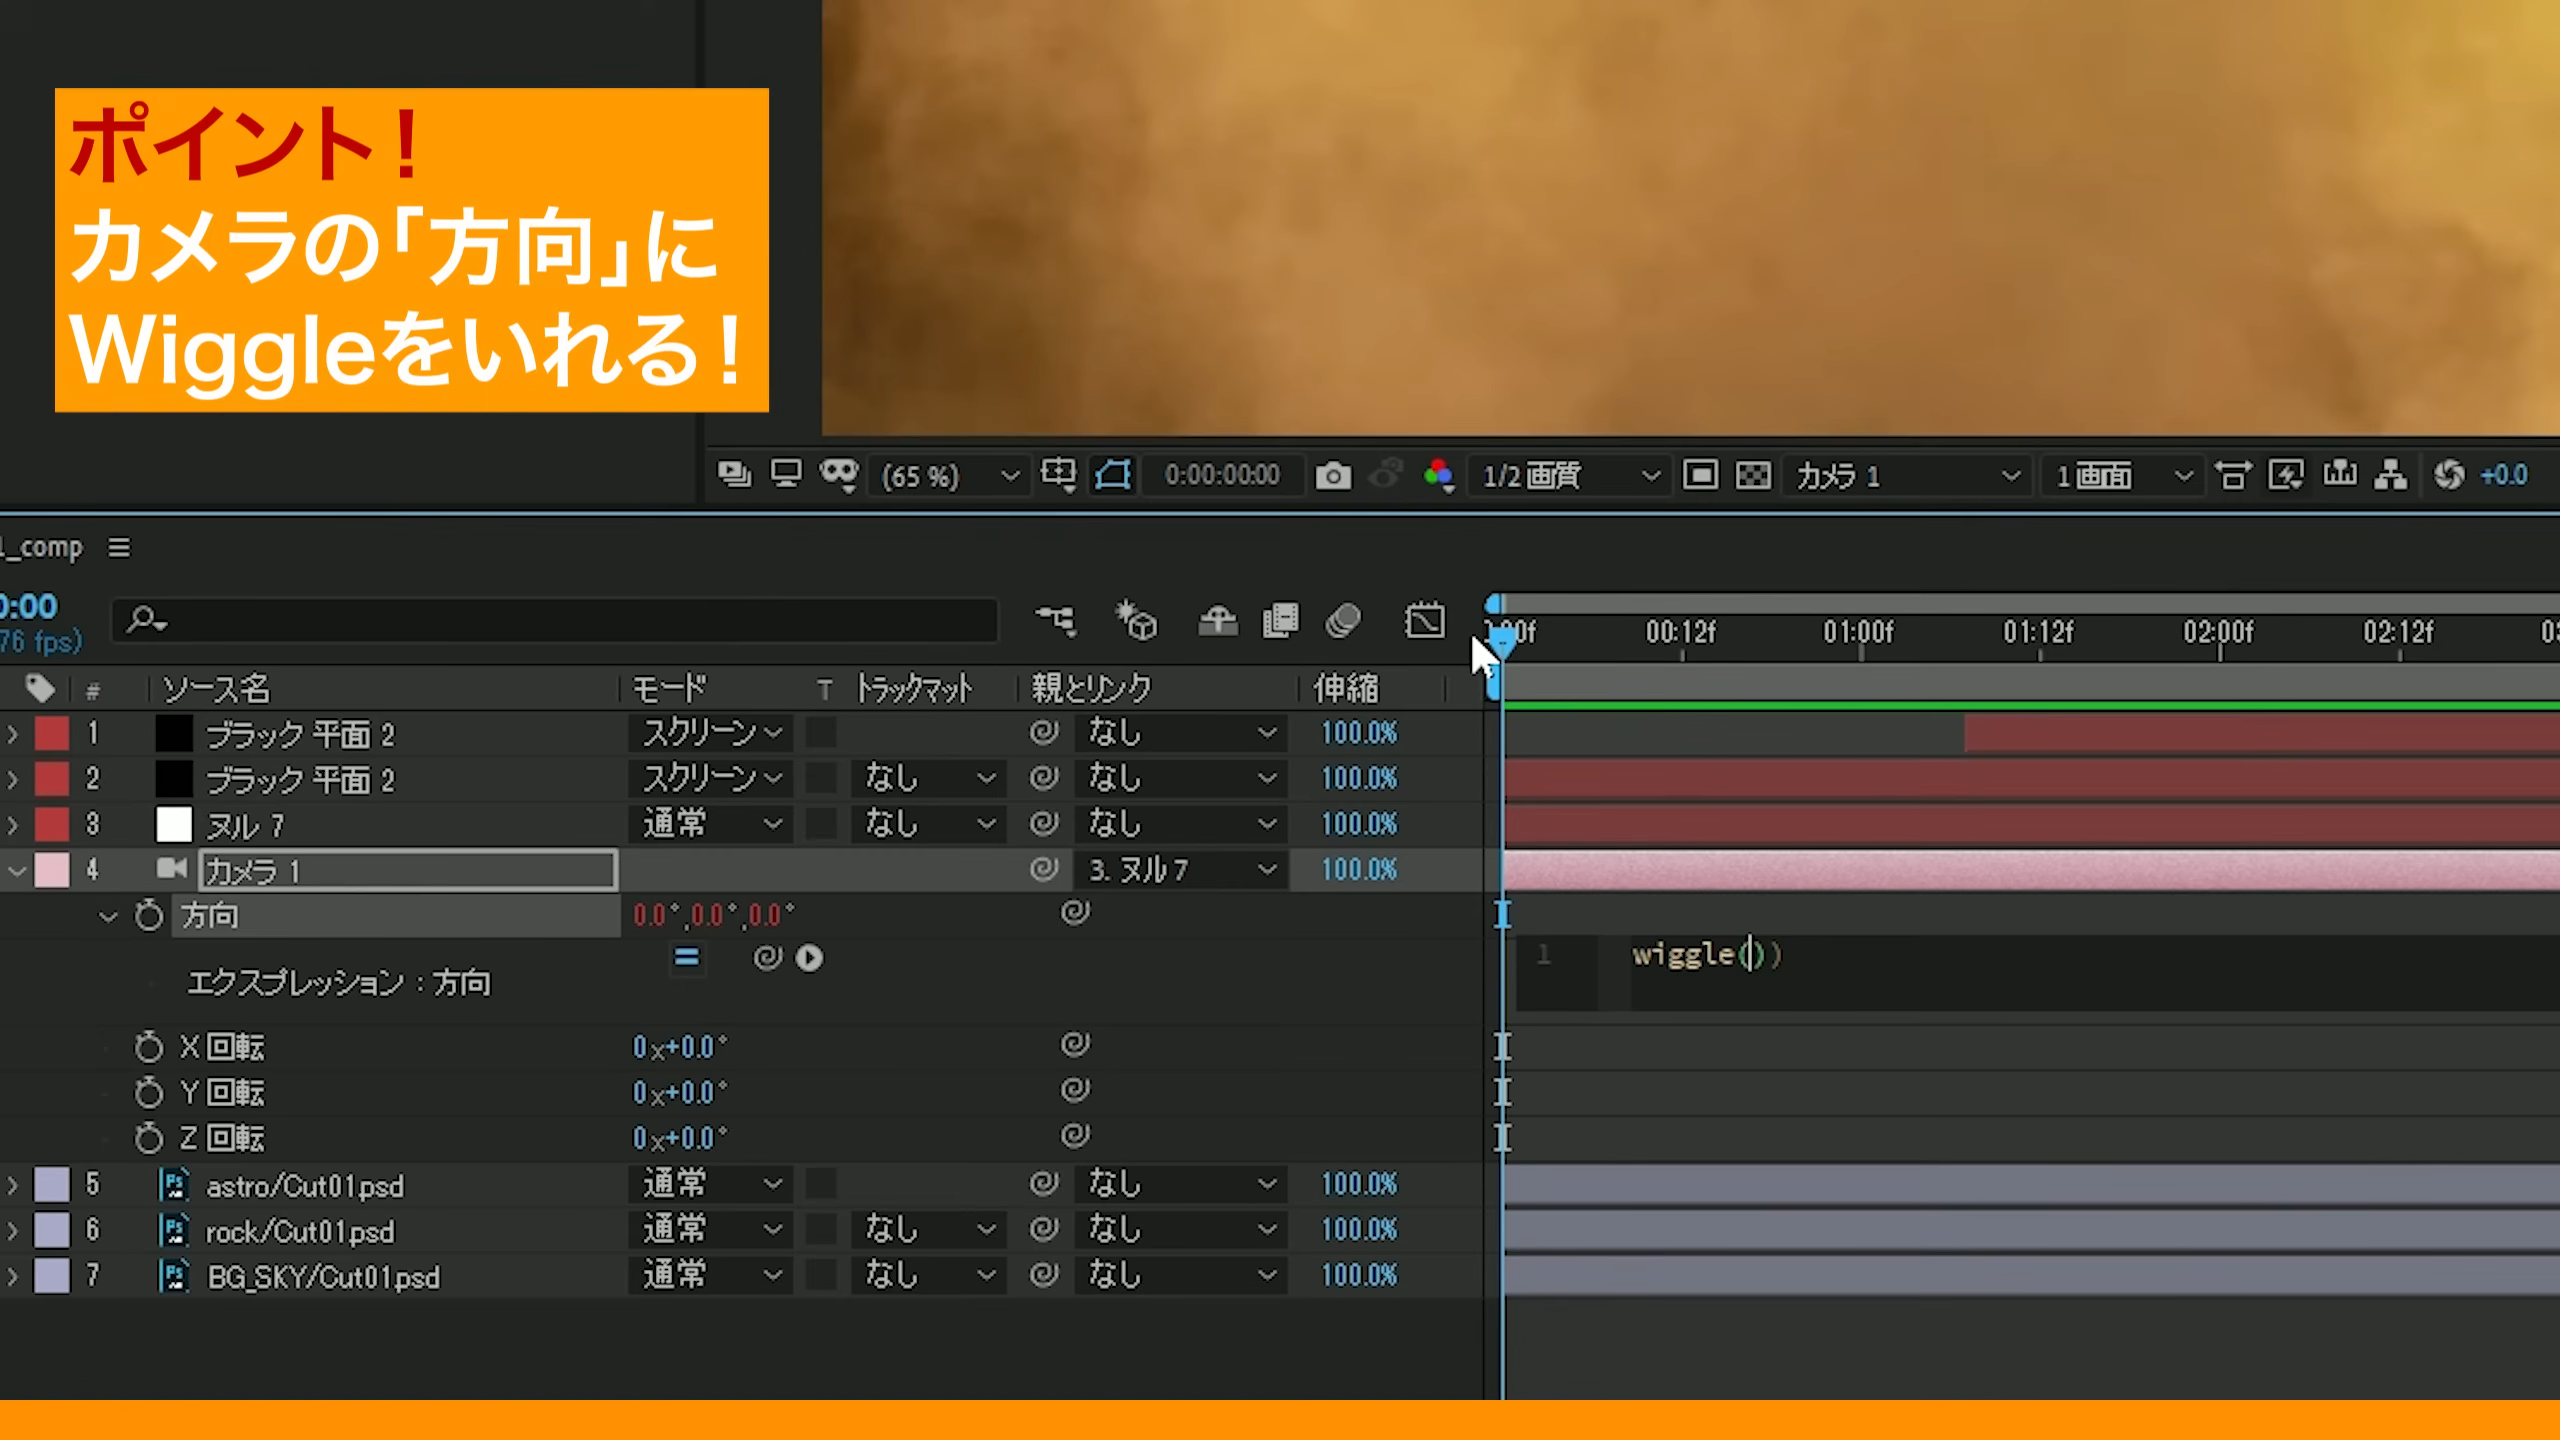 ポイント！
カメラの「方向」に
Wiggleをいれる！
(65 %) 0:00:00:00 1/2画質 カメラ 1 1画面 +0.0
_comp
0:00
76 fps)
00f 00:12f 01:00f 01:12f 02:00f 02:12f
# ソース名 モード T トラックマット 親とリンク 伸縮
1 ブラック 平面 2 スクリーン なし 100.0%
2 ブラック 平面 2 スクリーン なし なし 100.0%
3 ヌル 7 通常 なし なし 100.0%
4 カメラ 1 3. ヌル 7 100.0%
方向 0.0°,0.0°,0.0°
エクスプレッション：方向
1 wiggle())
X 回転 0x+0.0°
Y 回転 0x+0.0°
Z 回転 0x+0.0°
5 astro/Cut01.psd 通常 なし 100.0%
6 rock/Cut01.psd 通常 なし なし 100.0%
7 BG_SKY/Cut01.psd 通常 なし なし 100.0%